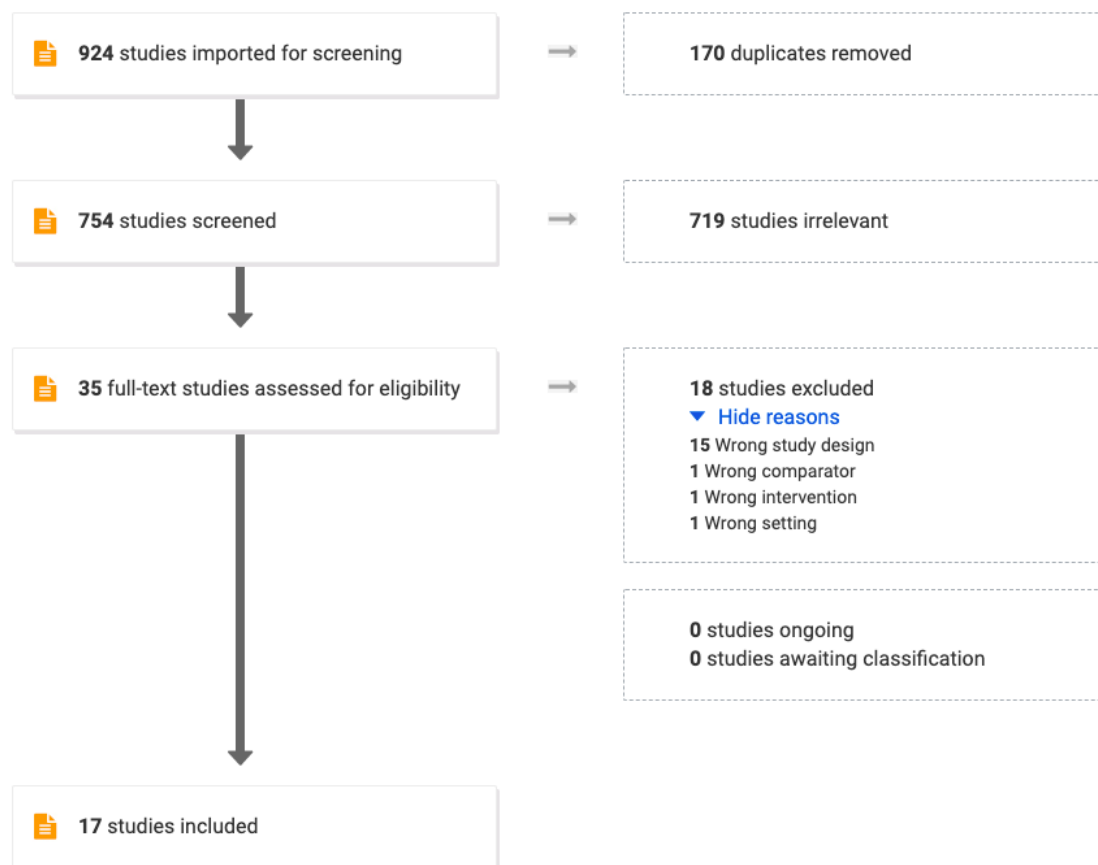 924 studies imported for screening
170 duplicates removed
754 studies screened
719 studies irrelevant
35 full-text studies assessed for eligibility
18 studies excluded
Hide reasons
15 Wrong study design
1 Wrong comparator
1 Wrong intervention
1 Wrong setting
0 studies ongoing
0 studies awaiting classification
17 studies included